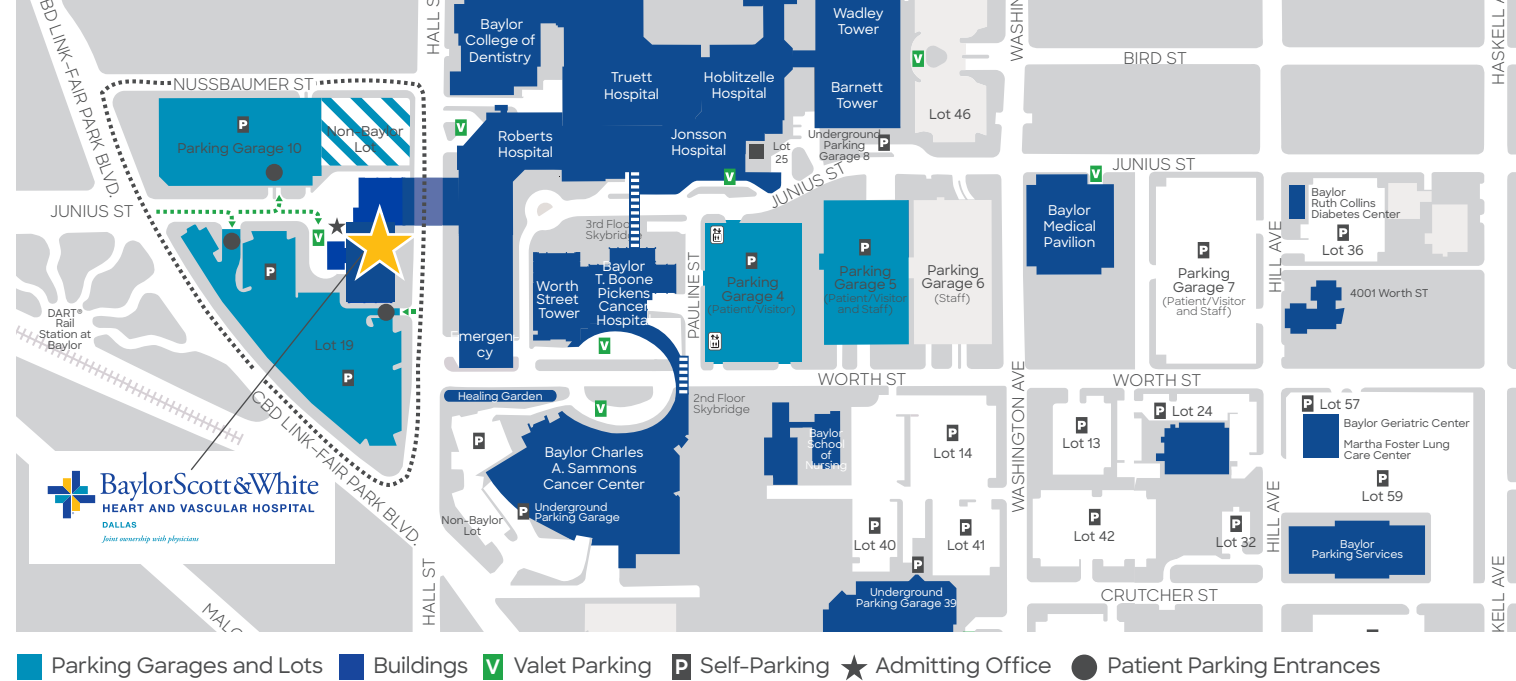 CBD LINK-FAIR PARK BLVD.
HALL ST
NUSSBAUMER ST
P
Parking Garage 10
Non-Baylor
Lot
JUNIUS ST
V
P
Lot 19
P
DART®
Rail
Station at
Baylor
CBD LINK-FAIR PARK BLVD.
BaylorScott&White
HEART AND VASCULAR HOSPITAL
DALLAS
Joint ownership with physicians
HALL ST
Baylor
College of
Dentistry
Truett
Hospital
Hoblitzelle
Hospital
Wadley
Tower
Barnett
Tower
V
Lot 46
V
Roberts
Hospital
Jonsson
Hospital
Lot
25
Underground
Parking
Garage 8
P
V
JUNIUS ST
3rd Floor
Skybridge
Worth
Street
Tower
Baylor
T. Boone
Pickens
Cancer
Hospital
Emergen-
cy
V
PAULINE ST
P
Parking
Garage 4
(Patient/Visitor)
P
Parking
Garage 5
(Patient/Visitor
and Staff)
Parking
Garage 6
(Staff)
WORTH ST
Healing Garden
V
2nd Floor
Skybridge
P
Baylor Charles
A. Sammons
Cancer Center
P
Underground
Parking Garage
Non-Baylor
Lot
Baylor
School
of
Nursing
P
Lot 14
P
Lot 40
P
Lot 41
P
Underground
Parking Garage 39
WASHIN
BIRD ST
HASKELL A
JUNIUS ST
V
Baylor
Medical
Pavilion
P
Parking
Garage 7
(Patient/Visitor
and Staff)
HILL AVE
Baylor
Ruth Collins
Diabetes Center
P
Lot 36
4001 Worth ST
WASHINGTON AVE
WORTH ST
P
Lot 13
P
Lot 24
P
Lot 57
Baylor Geriatric Center
Martha Foster Lung
Care Center
P
Lot 59
P
Lot 42
P
Lot 32
HILL AVE
Baylor
Parking Services
CRUTCHER ST
KELL AVE
Parking Garages and Lots
Buildings
V
Valet Parking
P
Self-Parking
Admitting Office
Patient Parking Entrances